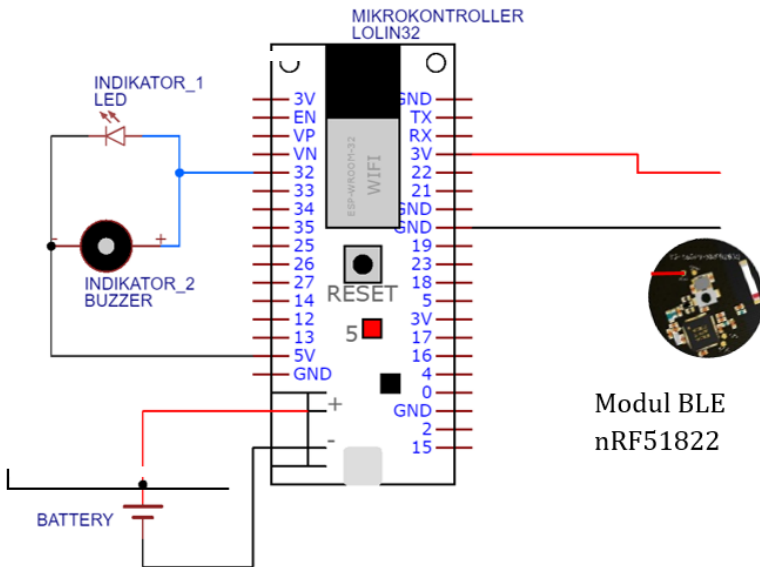 MIKROKONTROLLER
LOLIN32
INDIKATOR_1
LED
3V
EN
VP
VN
32
33
34
35
25
26
27
14
12
13
5V
GND
GND
TX
RX
3V
22
21
GND
GND
19
23
18
5
3V
17
16
4
0
GND
2
15
ESP-WROOM-32
WIFI
-
+
INDIKATOR_2
BUZZER
RESET
5
+
-
BATTERY
Modul BLE
nRF51822